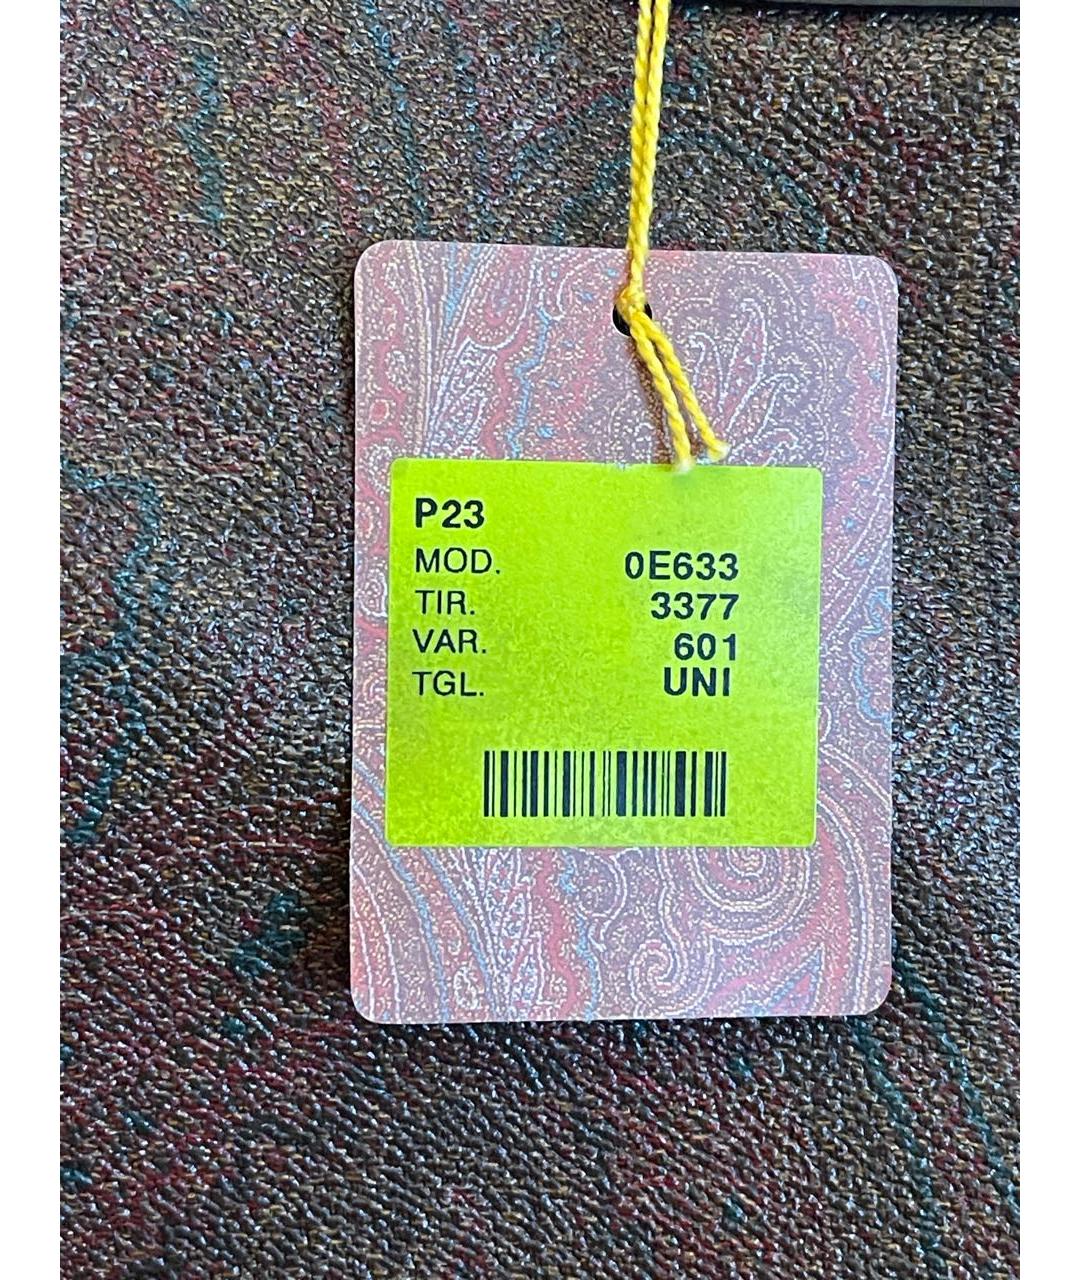 P23
MOD. 0E633
TIR. 3377
VAR. 601
TGL. UNI